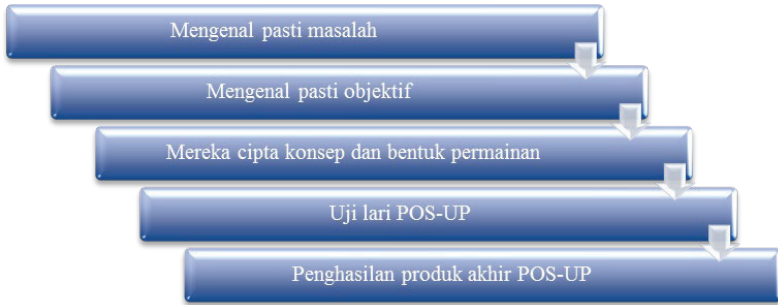 Mengenal pasti masalah
Mengenal pasti objektif
Mereka cipta konsep dan bentuk permainan
Uji lari POS-UP
Penghasilan produk akhir POS-UP